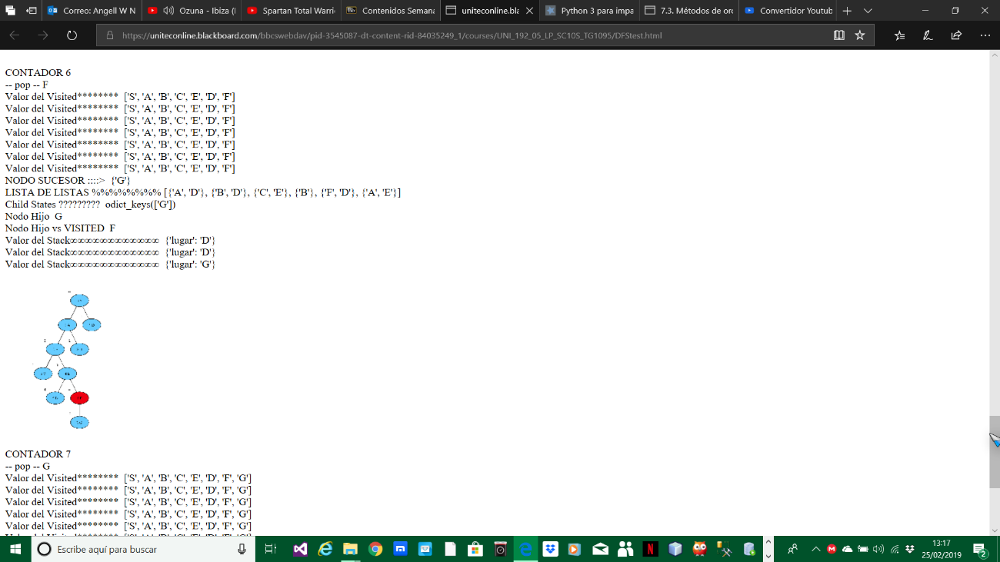 Correo: Angell W N
Ozuna - Ibiza (
Spartan Total Warri
Contenidos Semana
uniteconline.bla
Python 3 para impa
7.3. Métodos de ord
Convertidor Youtub
https://uniteconline.blackboard.com/bbcswebdav/pid-3545087-dt-content-rid-84035249_1/courses/UNI_192_05_LP_SC10S_TG1095/DFStest.html
CONTADOR 6
-- pop -- F
Valor del Visited******** ['S', 'A', 'B', 'C', 'E', 'D', 'F']
Valor del Visited******** ['S', 'A', 'B', 'C', 'E', 'D', 'F']
Valor del Visited******** ['S', 'A', 'B', 'C', 'E', 'D', 'F']
Valor del Visited******** ['S', 'A', 'B', 'C', 'E', 'D', 'F']
Valor del Visited******** ['S', 'A', 'B', 'C', 'E', 'D', 'F']
Valor del Visited******** ['S', 'A', 'B', 'C', 'E', 'D', 'F']
Valor del Visited******** ['S', 'A', 'B', 'C', 'E', 'D', 'F']
NODO SUCESOR ::::> {'G'}
LISTA DE LISTAS %%%%%%%% [{'A', 'D'}, {'B', 'D'}, {'C', 'E'}, {'B'}, {'F', 'D'}, {'A', 'E'}]
Child States ????????? odict_keys(['G'])
Nodo Hijo G
Nodo Hijo vs VISITED F
Valor del Stack∞∞∞∞∞∞∞∞∞∞∞∞ {'lugar': 'D'}
Valor del Stack∞∞∞∞∞∞∞∞∞∞∞∞ {'lugar': 'D'}
Valor del Stack∞∞∞∞∞∞∞∞∞∞∞∞ {'lugar': 'G'}
CONTADOR 7
-- pop -- G
Valor del Visited******** ['S', 'A', 'B', 'C', 'E', 'D', 'F', 'G']
Valor del Visited******** ['S', 'A', 'B', 'C', 'E', 'D', 'F', 'G']
Valor del Visited******** ['S', 'A', 'B', 'C', 'E', 'D', 'F', 'G']
Valor del Visited******** ['S', 'A', 'B', 'C', 'E', 'D', 'F', 'G']
Valor del Visited******** ['S', 'A', 'B', 'C', 'E', 'D', 'F', 'G']
Escribe aquí para buscar
13:17
25/02/2019
2